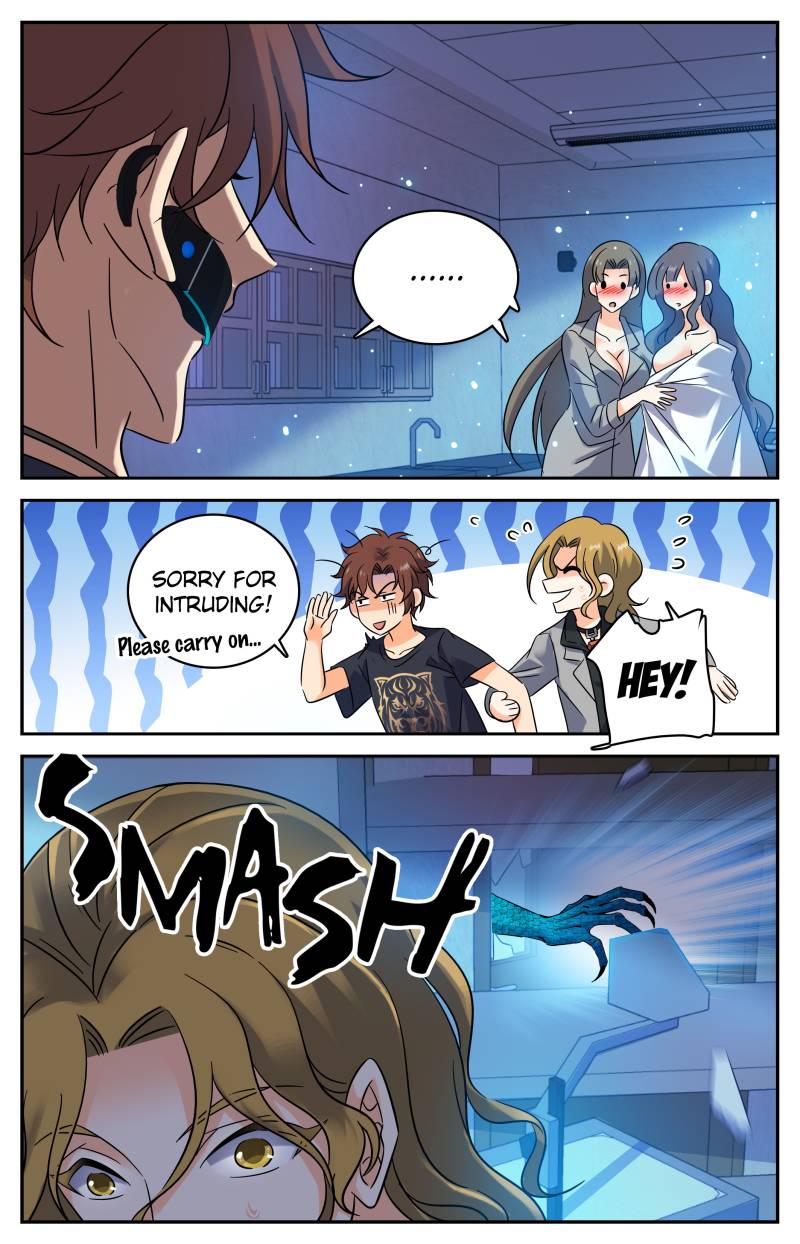 ......
SORRY FOR
INTRUDING!
Please carry on...
HEY!
SMASH